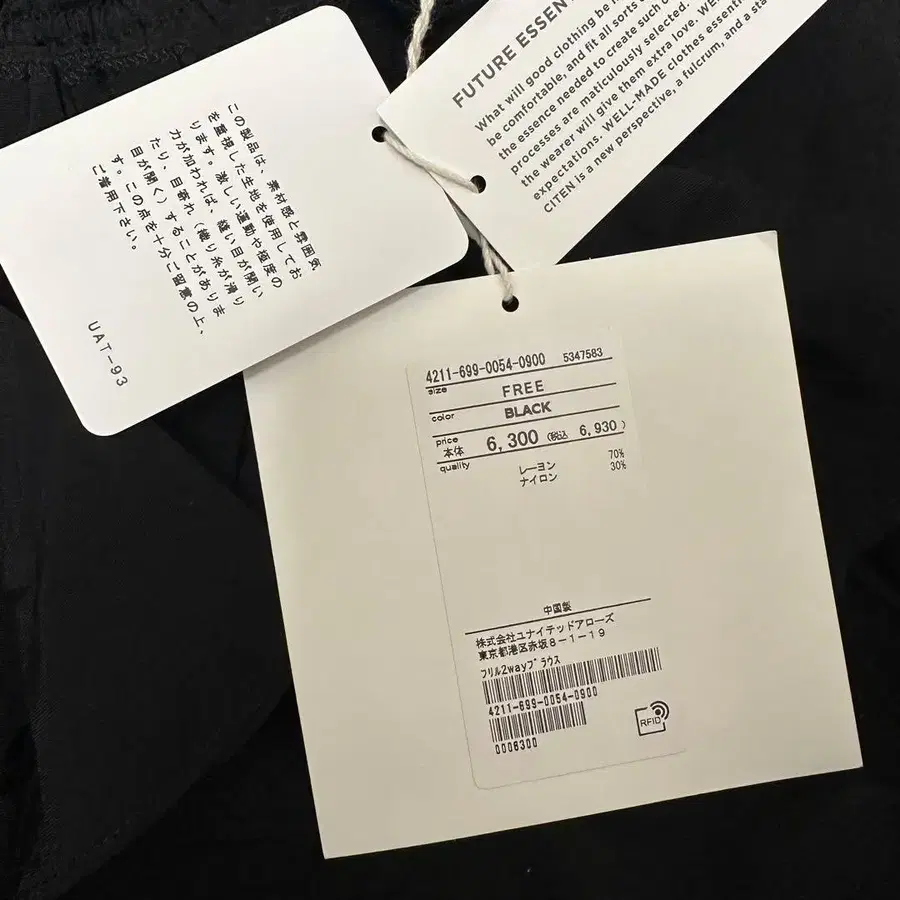 この製品は、素材感と雰囲気
を重視した生地を使用してお
ります。激しい運動や極度の
力が加われば、縫い目が開い
たり、目寄れ（織り糸が滑り
目が開く）することがありま
す。この点を十分ご留意の上、
ご着用下さい。
UAT-93
FUTURE ESSEN
What will good clothing be
be comfortable, and fit all sorts
the essence needed to create such
processes are maticulously selected.
the wearer will give them extra love. WE
expectations. WELL-MADE clothes essenti
CITEN is a new perspective, a fulcrum, and a sta
4211-699-0054-0900 5347583
size FREE
color BLACK
price
本体 6,300 (税込 6,930)
quality
レーヨン 70%
ナイロン 30%
中国製
株式会社ユナイテッドアローズ
東京都港区赤坂8-1-19
フリル2wayブラウス
4211-699-0054-0900
0006300
RFID